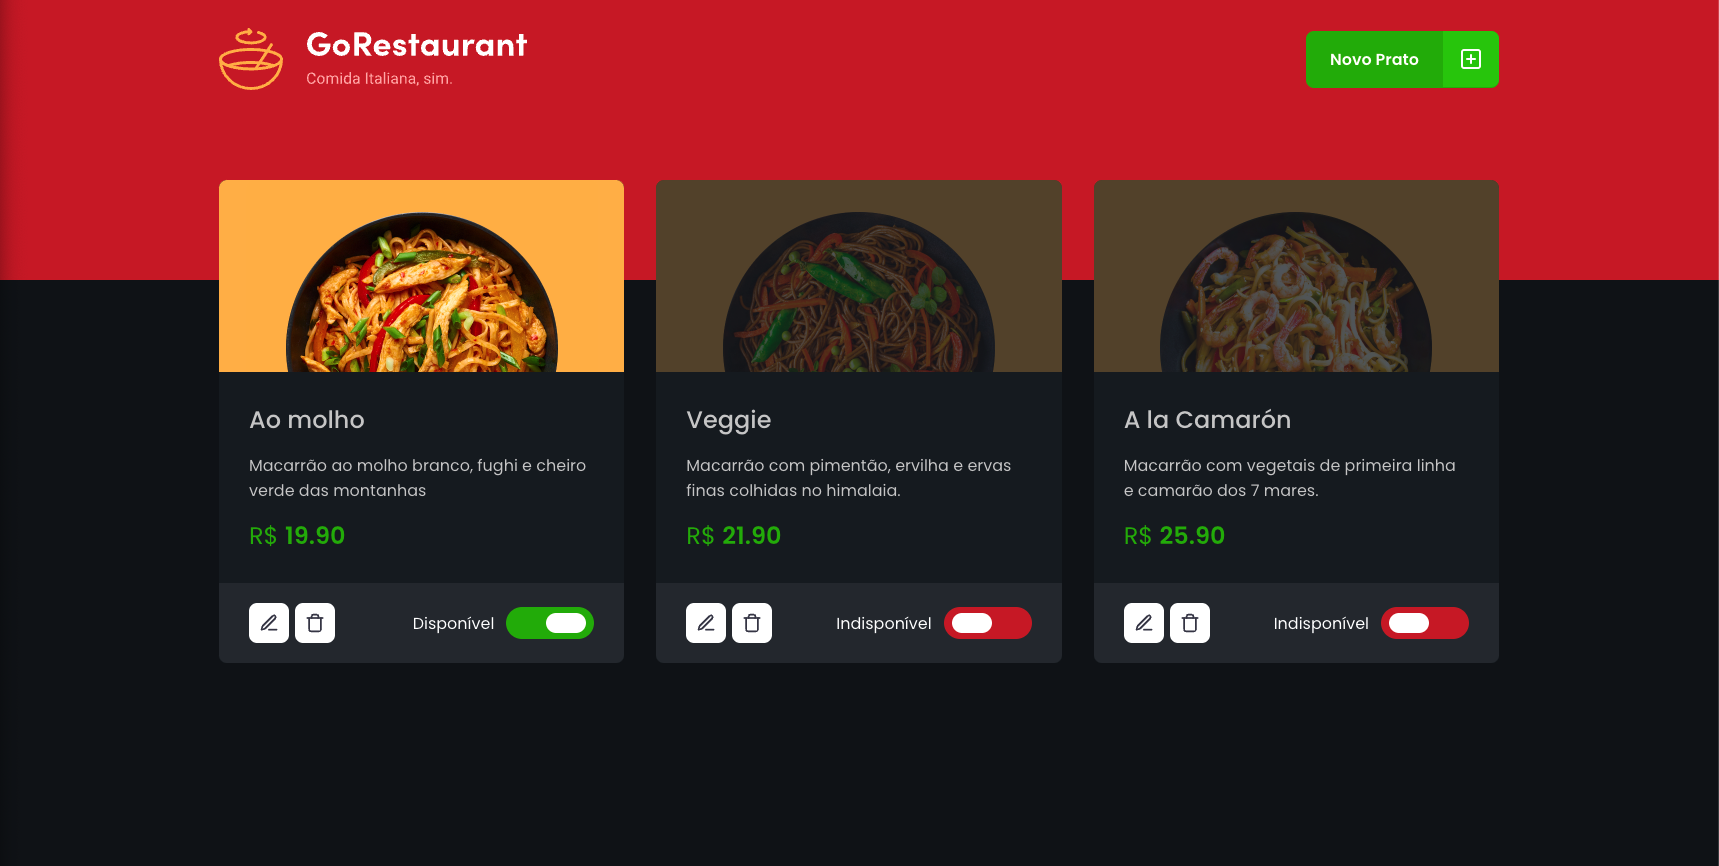 GoRestaurant
Comida Italiana, sim.
Novo Prato
Ao molho
Macarrão ao molho branco, fughi e cheiro
verde das montanhas
R$ 19.90
Disponível
Veggie
Macarrão com pimentão, ervilha e ervas
finas colhidas no himalaia.
R$ 21.90
Indisponível
A la Camarón
Macarrão com vegetais de primeira linha
e camarão dos 7 mares.
R$ 25.90
Indisponível